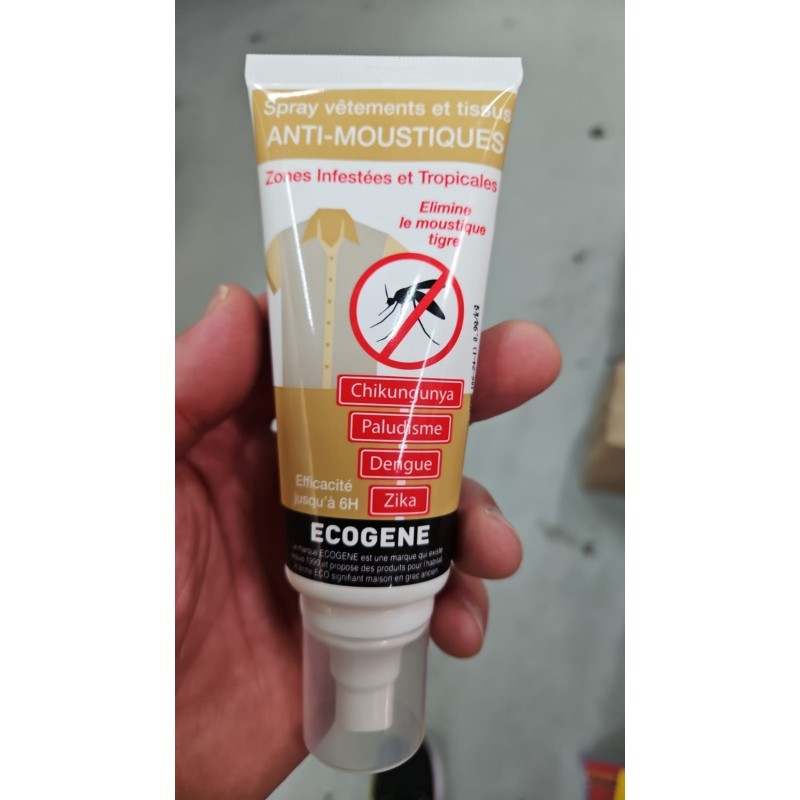 Spray vêtements et tissus
ANTI-MOUSTIQUES
Zones Infestées et Tropicales
Elimine
le moustique
tigre
Chikungunya
Paludisme
Dengue
Efficacité
jusqu'à 6H
Zika
ECOGENE
marque ECOGENE est une marque qui existe
1990 et propose des produits pour l'habitat,
terme ECO signifiant maison en grec ancien.